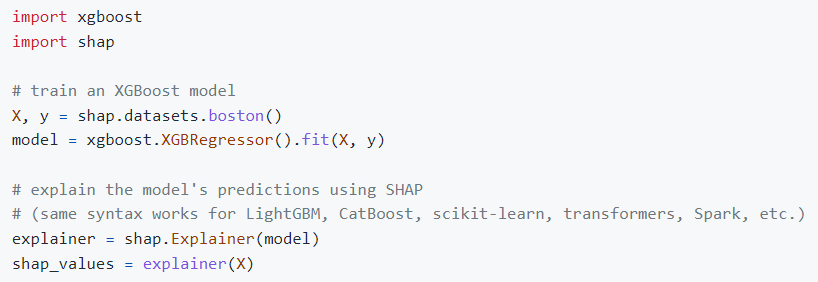 import xgboost
import shap

# train an XGBoost model
X, y = shap.datasets.boston()
model = xgboost.XGBRegressor().fit(X, y)

# explain the model's predictions using SHAP
# (same syntax works for LightGBM, CatBoost, scikit-learn, transformers, Spark, etc.)
explainer = shap.Explainer(model)
shap_values = explainer(X)